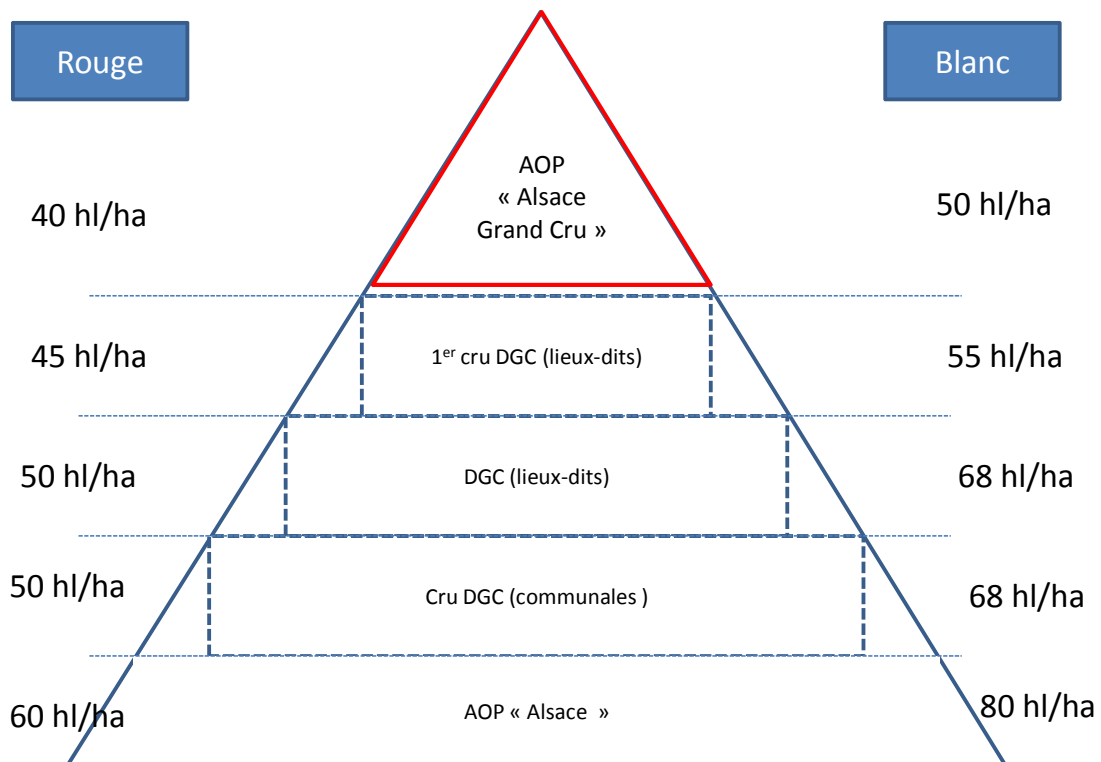 Rouge
Blanc
AOP
« Alsace
Grand Cru »
40 hl/ha
50 hl/ha
45 hl/ha
1er cru DGC (lieux-dits)
55 hl/ha
50 hl/ha
DGC (lieux-dits)
68 hl/ha
50 hl/ha
Cru DGC (communales )
68 hl/ha
60 hl/ha
AOP « Alsace  »
80 hl/ha